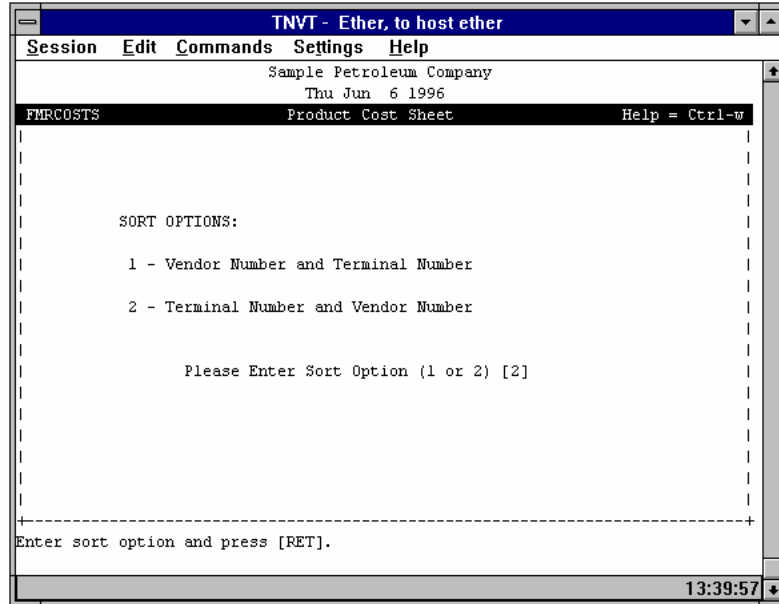 TNVT - Ether, to host ether
Session Edit Commands Settings Help
Sample Petroleum Company
Thu Jun 6 1996
FMRCOSTS Product Cost Sheet Help = Ctrl-w
SORT OPTIONS:
1 - Vendor Number and Terminal Number
2 - Terminal Number and Vendor Number
Please Enter Sort Option (1 or 2) [2]
Enter sort option and press [RET].
13:39:57